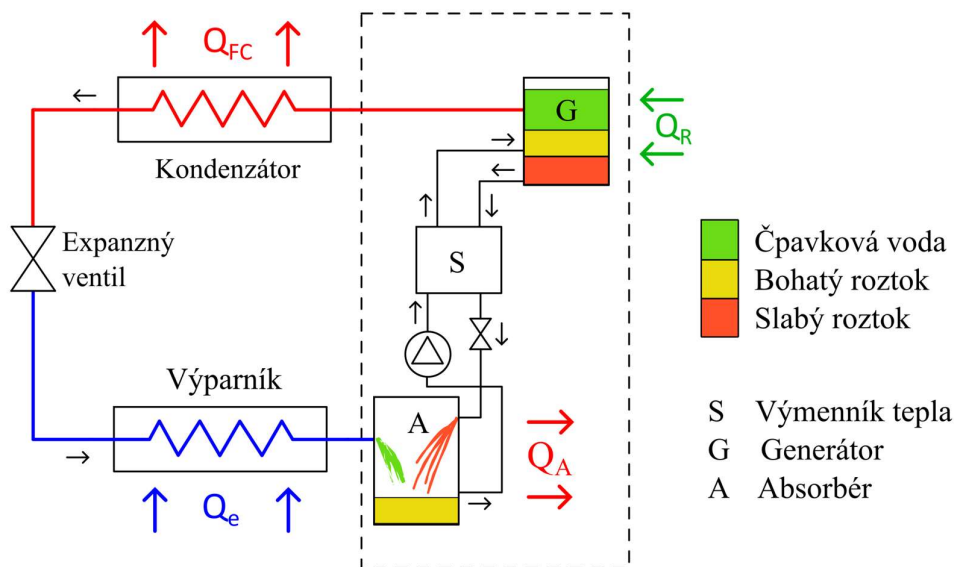 Q_FC
Kondenzátor
G
Q_R
Expanzný
ventil
S
Čpavková voda
Bohatý roztok
Slabý roztok
Výparník
A
Q_A
Q_e
S Výmenník tepla
G Generátor
A Absorbér